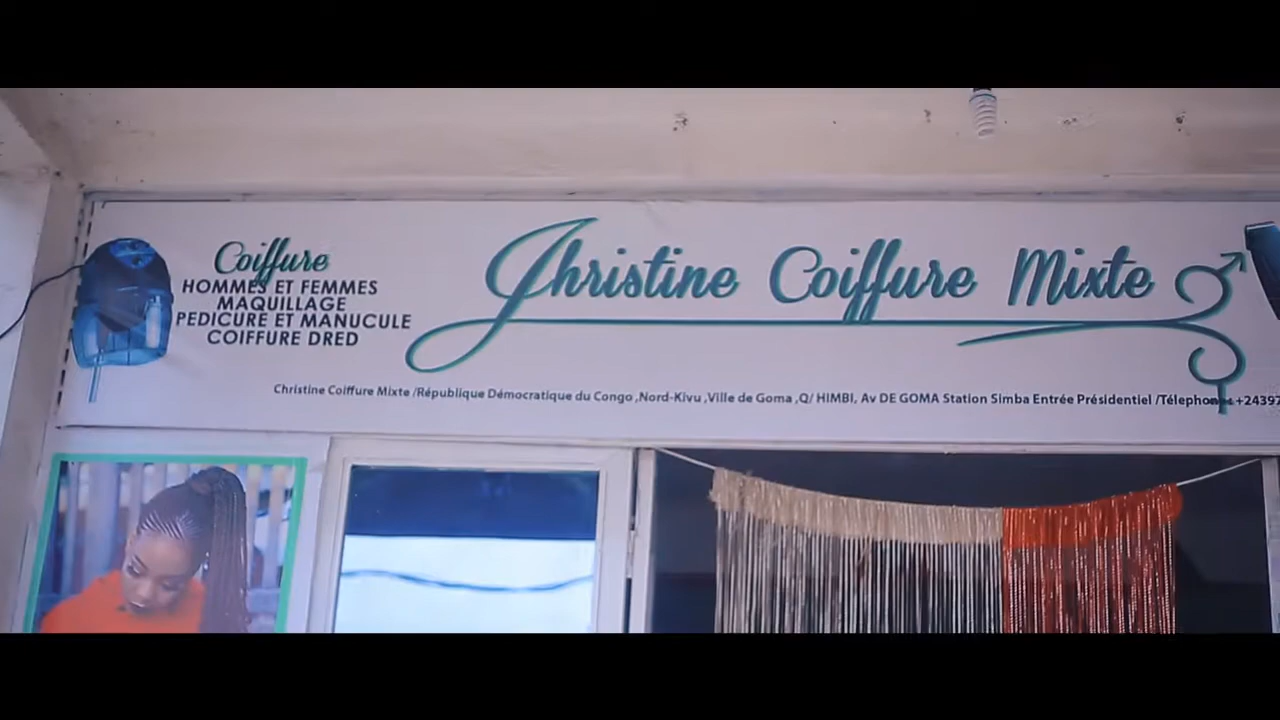 Coiffure
HOMMES ET FEMMES
MAQUILLAGE
PEDICURE ET MANUCULE
COIFFURE DRED
Jhristine Coiffure Mixte
Christine Coiffure Mixte /République Démocratique du Congo ,Nord-Kivu ,Ville de Goma ,Q/ HIMBI, Av DE GOMA Station Simba Entrée Présidentiel /Téléphone +24397